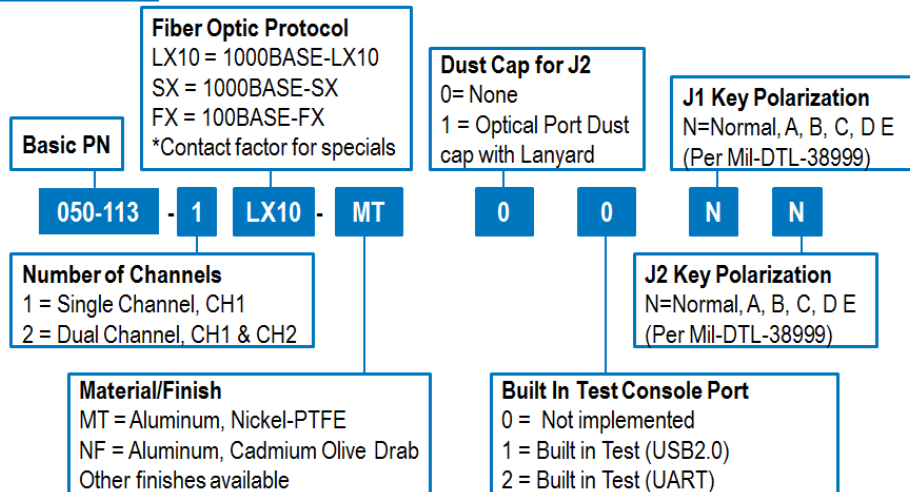 Fiber Optic Protocol
LX10 = 1000BASE-LX10
SX = 1000BASE-SX
FX = 100BASE-FX
*Contact factor for specials
Dust Cap for J2
0= None
1 = Optical Port Dust
cap with Lanyard
J1 Key Polarization
N=Normal, A, B, C, D E
(Per Mil-DTL-38999)
Basic PN
050-113 - 1 LX10 - MT 0 0 N N
Number of Channels
1 = Single Channel, CH1
2 = Dual Channel, CH1 & CH2
J2 Key Polarization
N=Normal, A, B, C, D E
(Per Mil-DTL-38999)
Material/Finish
MT = Aluminum, Nickel-PTFE
NF = Aluminum, Cadmium Olive Drab
Other finishes available
Built In Test Console Port
0 = Not implemented
1 = Built in Test (USB2.0)
2 = Built in Test (UART)